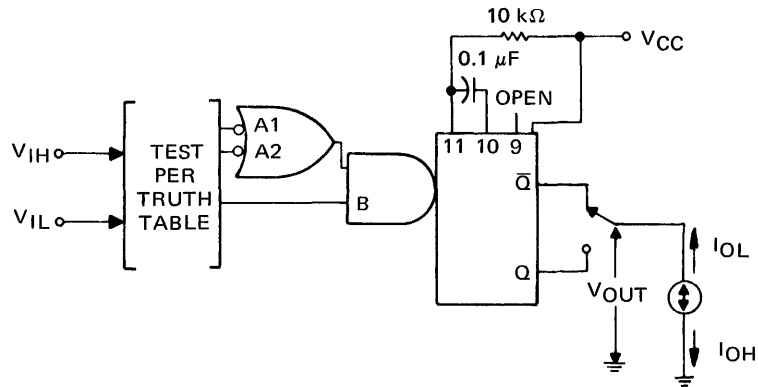 10 kΩ
VCC
0.1 μF
OPEN
11 10 9
VIH
VIL
TEST
PER
TRUTH
TABLE
A1
A2
B
Q̅
Q
VOUT
IOL
IOH